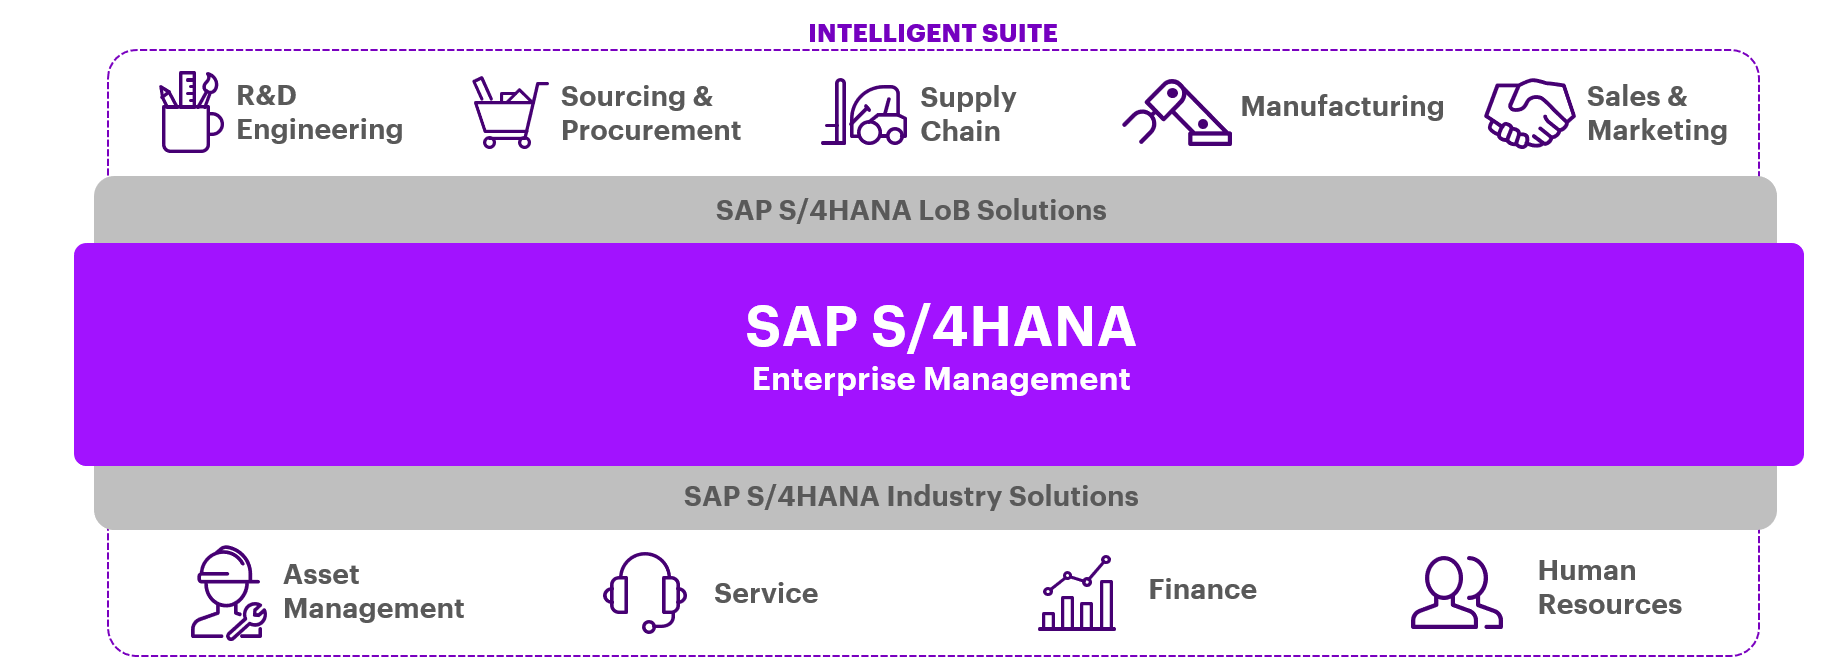 INTELLIGENT SUITE
R&D
Engineering
Sourcing &
Procurement
Supply
Chain
Manufacturing
Sales &
Marketing
SAP S/4HANA LoB Solutions
SAP S/4HANA
Enterprise Management
SAP S/4HANA Industry Solutions
Asset
Management
Service
Finance
Human
Resources